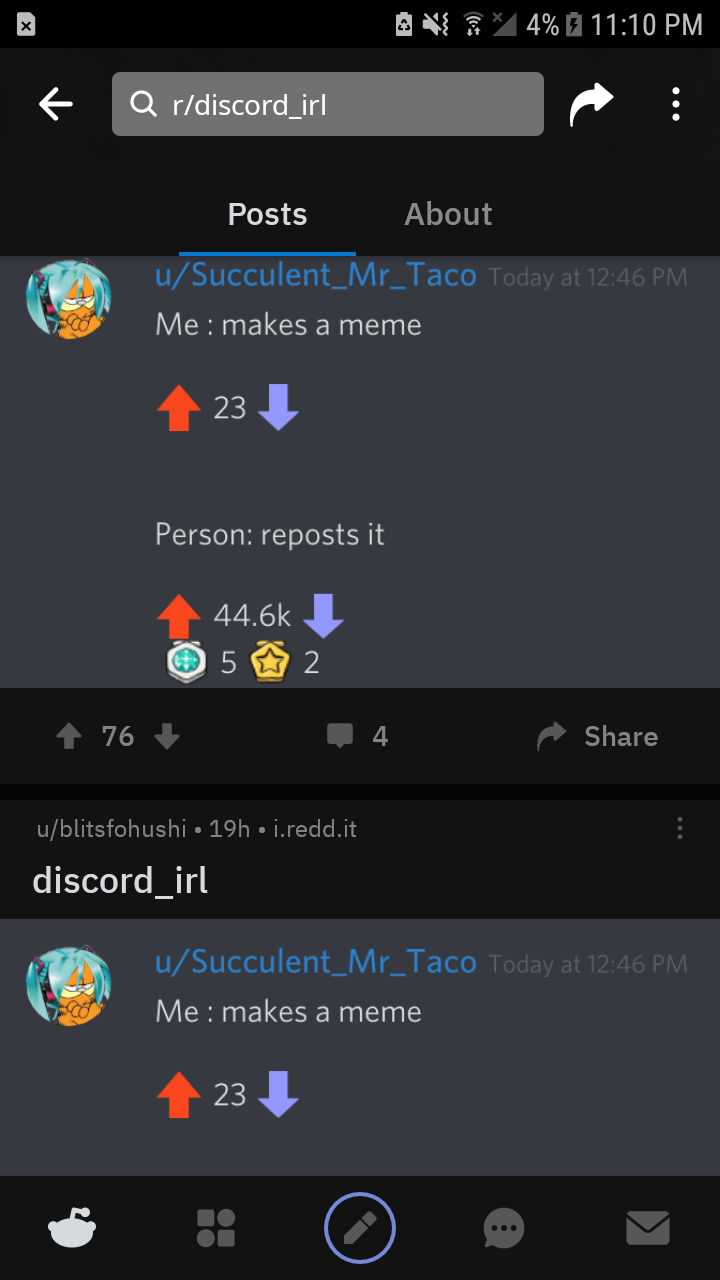 4% 11:10 PM
r/discord_irl
Posts About
u/Succulent_Mr_Taco Today at 12:46 PM
Me : makes a meme
23
Person: reposts it
44.6k
5 2
76 4 Share
u/blitsfohushi • 19h • i.redd.it
discord_irl
u/Succulent_Mr_Taco Today at 12:46 PM
Me : makes a meme
23